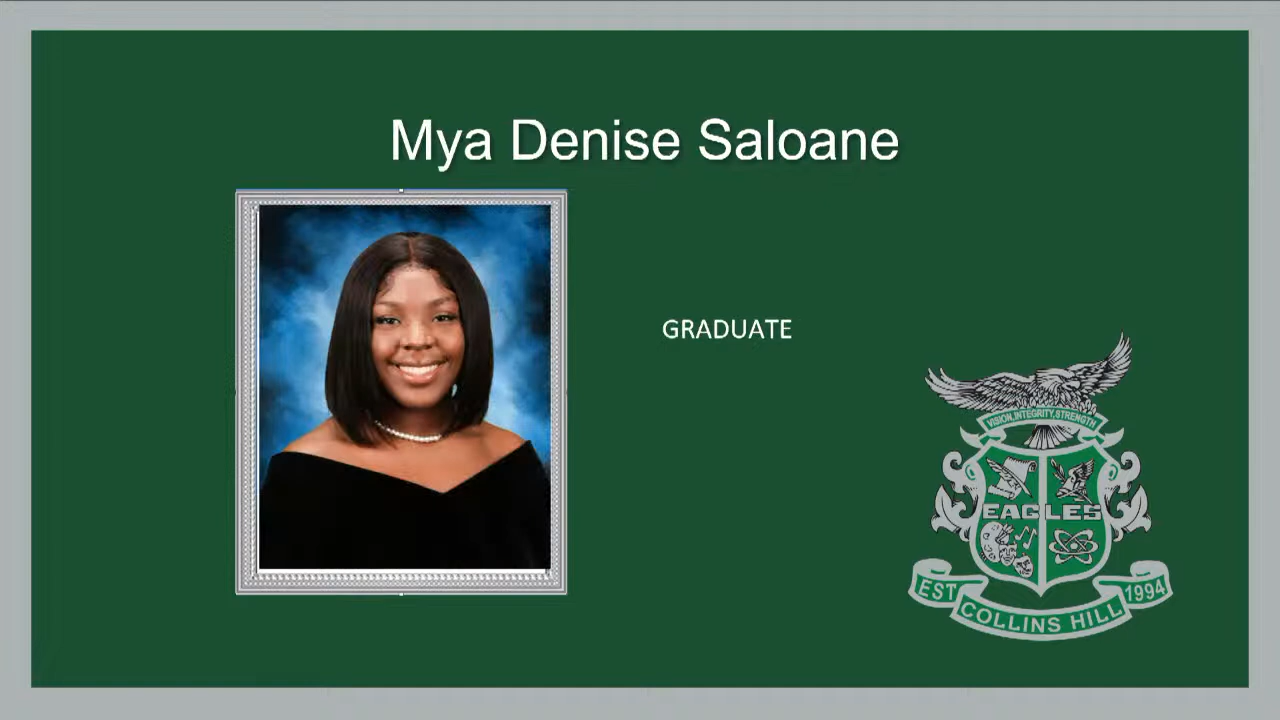 Mya Denise Saloane
GRADUATE
VISION, INTEGRITY, STRENGTH
EAGLES
EST
1994
COLLINS HILL